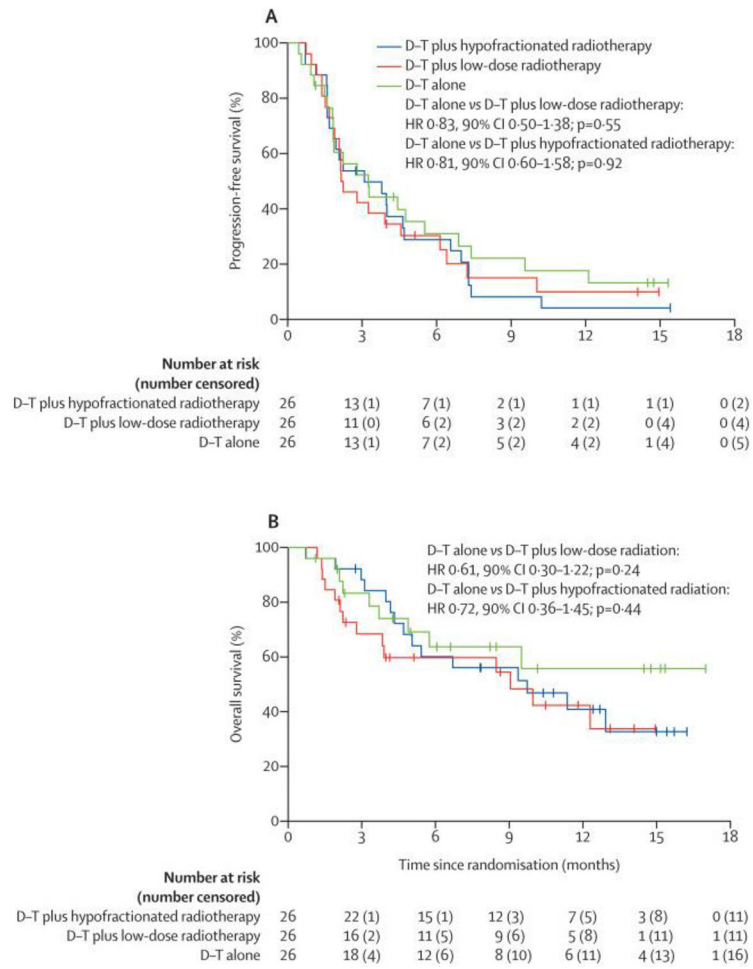 A
100
80
60
40
20
0
Progression-free survival (%)
D–T plus hypofractionated radiotherapy
D–T plus low-dose radiotherapy
D–T alone
D–T alone vs D–T plus low-dose radiotherapy:
HR 0·83, 90% CI 0·50–1·38; p=0·55
D–T alone vs D–T plus hypofractionated radiotherapy:
HR 0·81, 90% CI 0·60–1·58; p=0·92
0 3 6 9 12 15 18
Number at risk
(number censored)
D–T plus hypofractionated radiotherapy 26 13 (1) 7 (1) 2 (1) 1 (1) 1 (1) 0 (2)
D–T plus low-dose radiotherapy 26 11 (0) 6 (2) 3 (2) 2 (2) 0 (4) 0 (4)
D–T alone 26 13 (1) 7 (2) 5 (2) 4 (2) 1 (4) 0 (5)
B
100
80
60
40
20
0
Overall survival (%)
D–T alone vs D–T plus low-dose radiation:
HR 0·61, 90% CI 0·30–1·22; p=0·24
D–T alone vs D–T plus hypofractionated radiation:
HR 0·72, 90% CI 0·36–1·45; p=0·44
0 3 6 9 12 15 18
Time since randomisation (months)
Number at risk
(number censored)
D–T plus hypofractionated radiotherapy 26 22 (1) 15 (1) 12 (3) 7 (5) 3 (8) 0 (11)
D–T plus low-dose radiotherapy 26 16 (2) 11 (5) 9 (6) 5 (8) 1 (11) 1 (11)
D–T alone 26 18 (4) 12 (6) 8 (10) 6 (11) 4 (13) 1 (16)